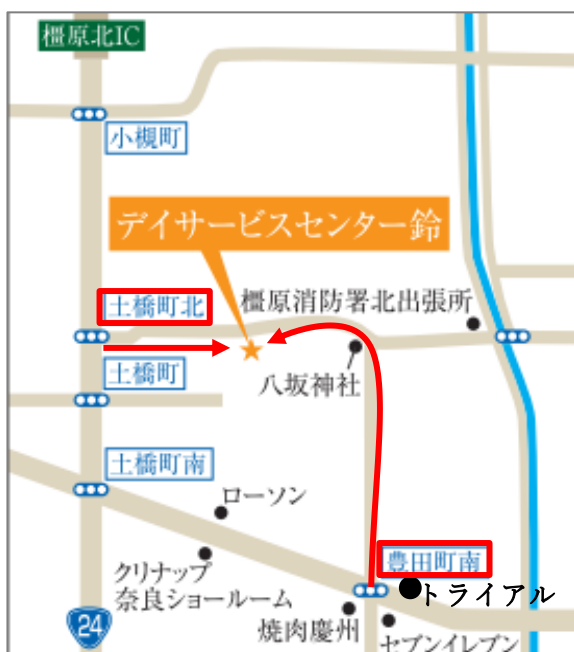 橿原北IC
小槻町
デイサービスセンター鈴
土橋町北
橿原消防署北出張所
八坂神社
土橋町
土橋町南
ローソン
クリナップ
奈良ショールーム
豊田町南
トライアル
焼肉慶州
セブンイレブン
24